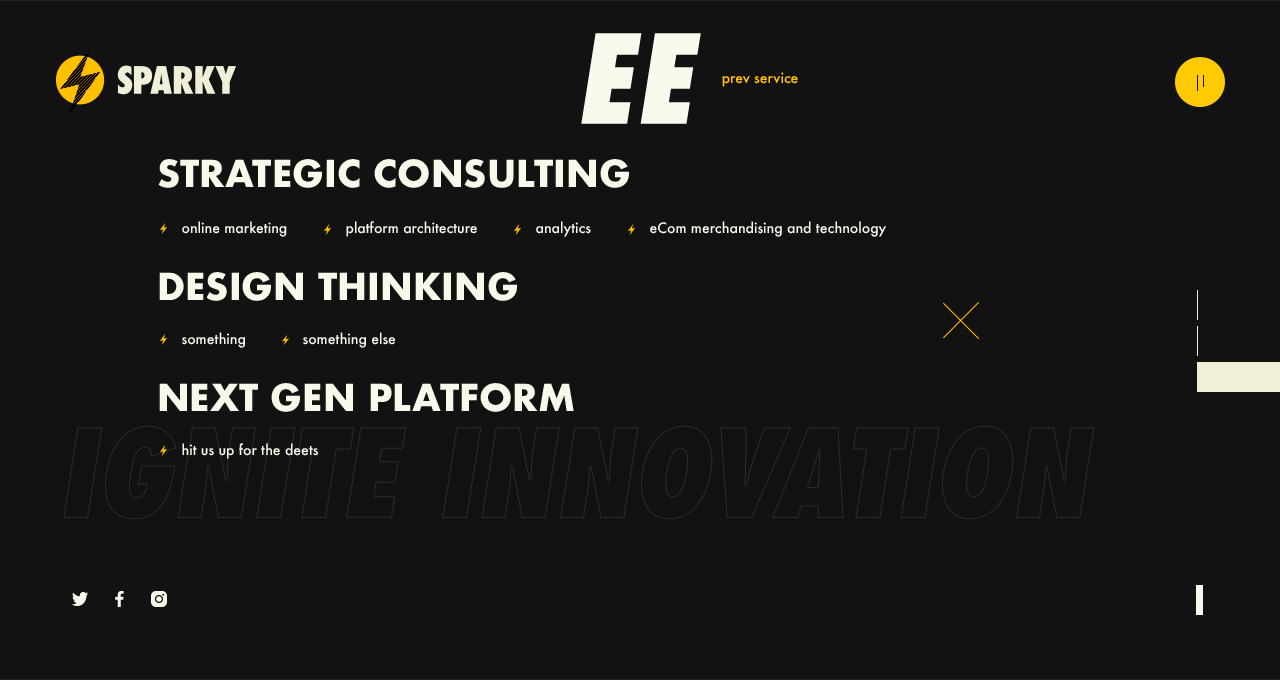 SPARKY
EE
prev service
STRATEGIC CONSULTING
online marketing platform architecture analytics eCom merchandising and technology
DESIGN THINKING
something something else
NEXT GEN PLATFORM
hit us up for the deets
IGNITE INNOVATION